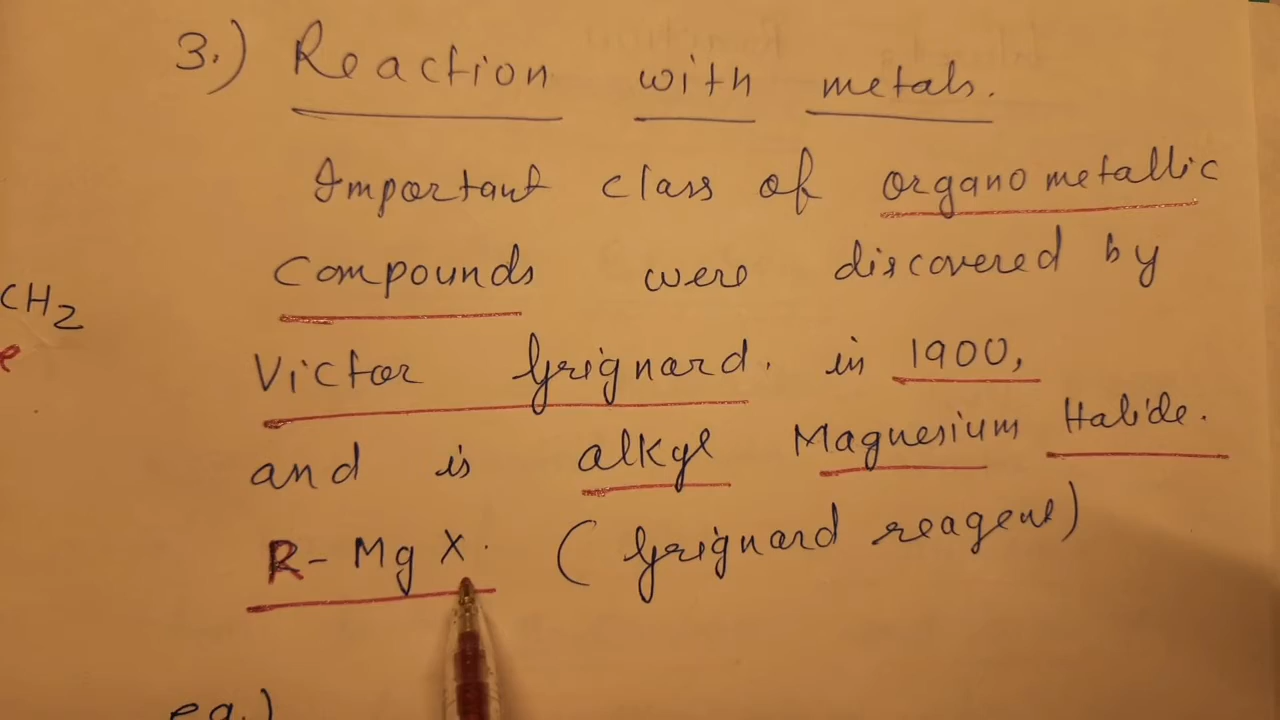 3.) Reaction with metals.
Important class of organometallic
CH2
compounds were discovered by
Victor Grignard. in 1900,
and is alkyl Magnesium Halide.
R-MgX. (Grignard reagent)
eg.)